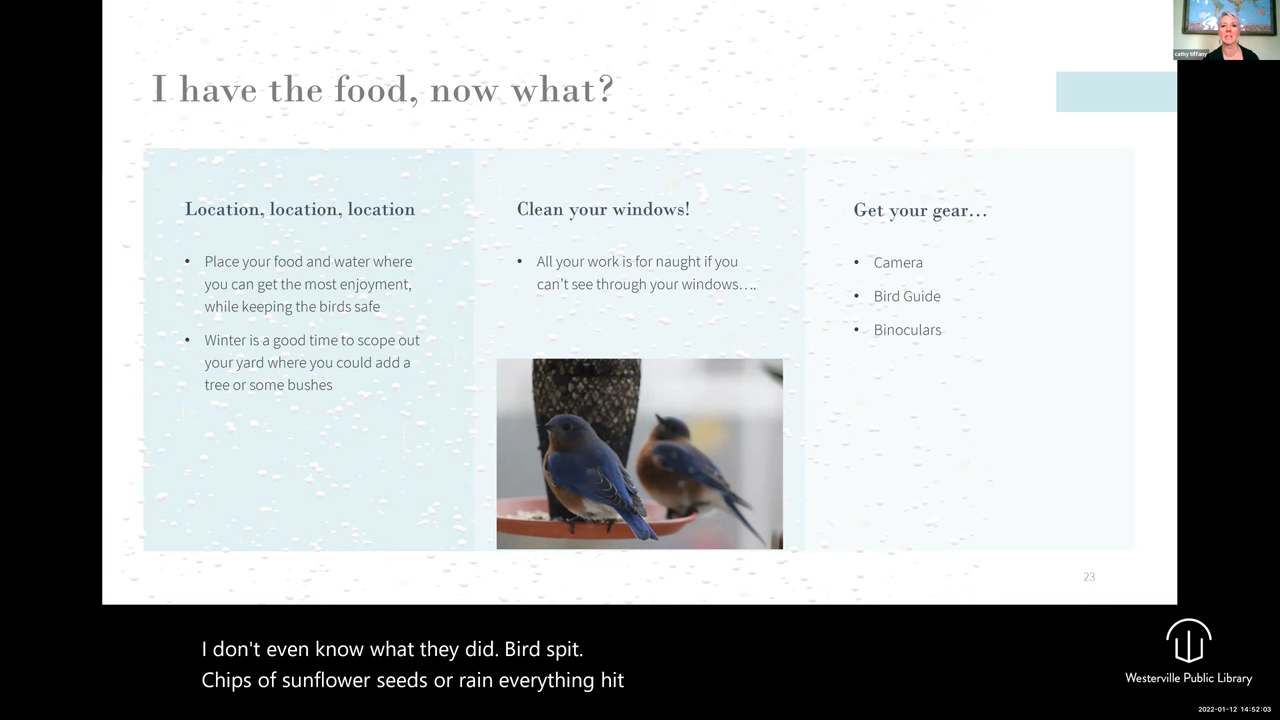 cathy tiffany
I have the food, now what?
Location, location, location
• Place your food and water where
you can get the most enjoyment,
while keeping the birds safe
• Winter is a good time to scope out
your yard where you could add a
tree or some bushes
Clean your windows!
• All your work is for naught if you
can't see through your windows….
Get your gear…
• Camera
• Bird Guide
• Binoculars
23
I don't even know what they did. Bird spit.
Chips of sunflower seeds or rain everything hit
Westerville Public Library
2022-01-12 14:52:03